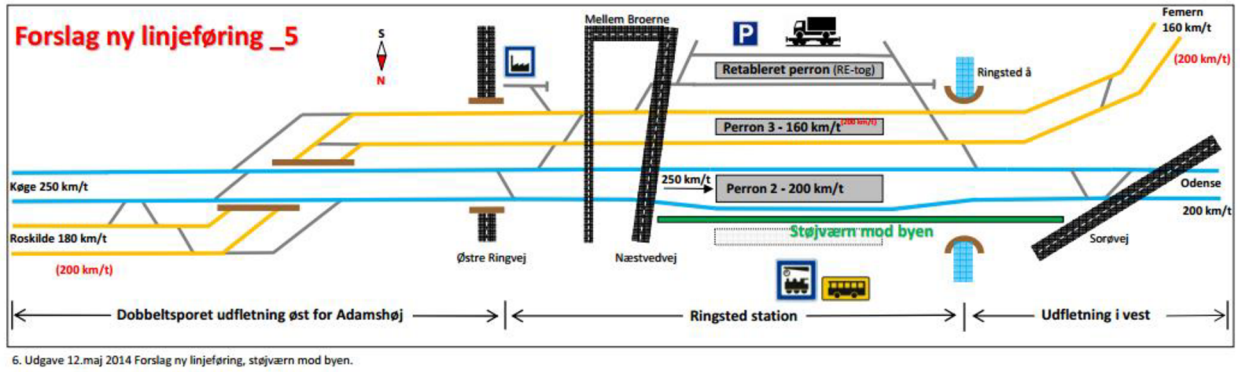 Forslag ny linjeføring _5
S
N
Mellem Broerne
P
Retableret perron (RE-tog)
Ringsted å
Femern
160 km/t
(200 km/t)
Perron 3 - 160 km/t (200 km/t)
Køge 250 km/t
250 km/t
Perron 2 - 200 km/t
Odense
200 km/t
Roskilde 180 km/t
(200 km/t)
Støjværn mod byen
Østre Ringvej
Næstvedvej
Sorøvej
Dobbeltsporet udfletning øst for Adamshøj
Ringsted station
Udfletning i vest
6. Udgave 12.maj 2014 Forslag ny linjeføring, støjværn mod byen.